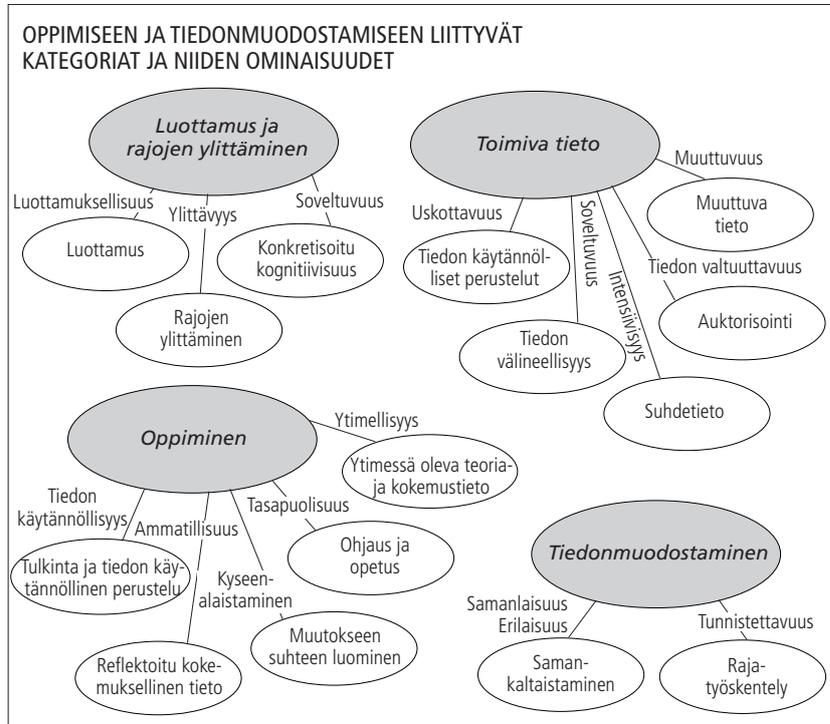 OPPIMISEEN JA TIEDONMUODOSTAMISEEN LIITTYVÄT
KATEGORIAT JA NIIDEN OMINAISUUDET
Luottamus ja
rajojen ylittäminen
Luottamuksellisuus
Ylittävyys
Soveltuvuus
Luottamus
Konkretisoitu
kognitiivisuus
Rajojen
ylittäminen
Toimiva tieto
Muuttuvuus
Muuttuva
tieto
Uskottavuus
Soveltuvuus
Intensiivisyys
Tiedon valtuuttavuus
Tiedon käytännöl-
liset perustelut
Auktorisointi
Tiedon
välineellisyys
Suhdetieto
Oppiminen
Ytimellisyys
Ytimessä oleva teoria-
ja kokemustieto
Tiedon
käytännöllisyys
Ammatillisuus
Tasapuolisuus
Ohjaus ja
opetus
Tulkinta ja tiedon käy-
tännöllinen perustelu
Kyseen-
alaistaminen
Muutokseen
suhteen luominen
Reflektoitu koke-
muksellinen tieto
Tiedonmuodostaminen
Samanlaisuus
Erilaisuus
Tunnistettavuus
Saman-
kaltaistaminen
Raja-
työskentely